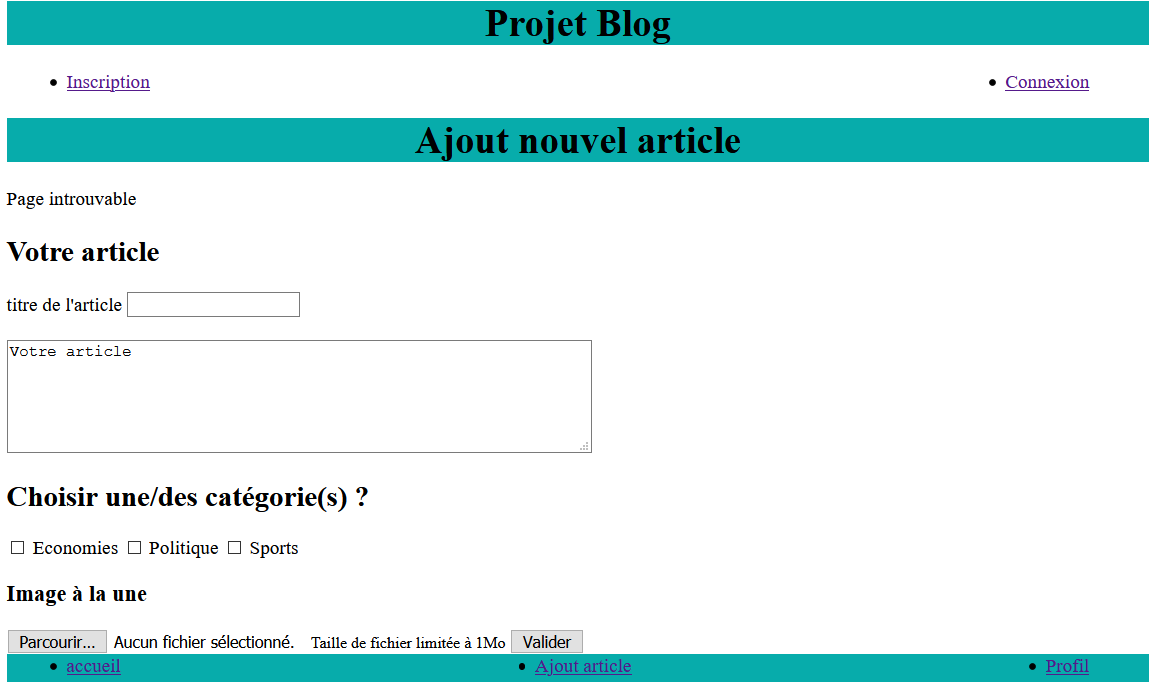 Projet Blog
Inscription Connexion
Ajout nouvel article
Page introuvable
Votre article
titre de l'article
Votre article
Choisir une/des catégorie(s) ?
Economies Politique Sports
Image à la une
Parcourir... Aucun fichier sélectionné. Taille de fichier limitée à 1Mo Valider
accueil Ajout article Profil